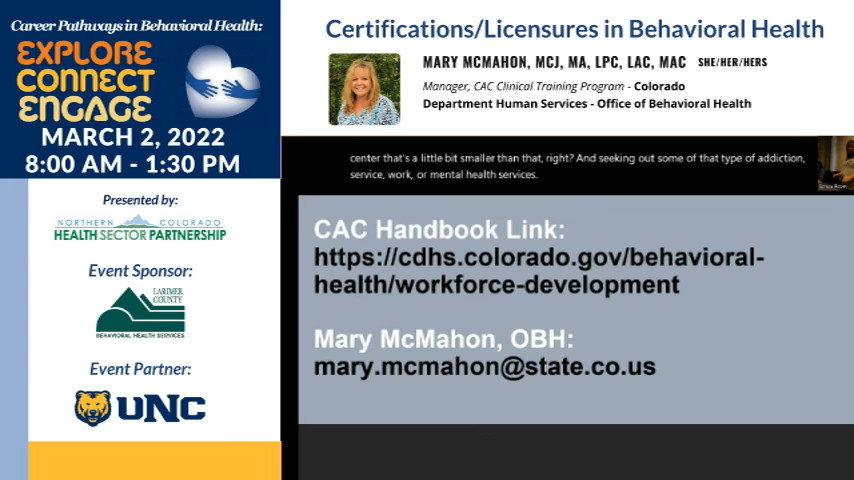 Career Pathways in Behavioral Health:
EXPLORE
CONNECT
ENGAGE
MARCH 2, 2022
8:00 AM - 1:30 PM
Presented by:
NORTHERN COLORADO
HEALTH SECTOR PARTNERSHIP
Event Sponsor:
LARIMER
COUNTY
BEHAVIORAL HEALTH SERVICES
Event Partner:
UNC
Certifications/Licensures in Behavioral Health
MARY MCMAHON, MCJ, MA, LPC, LAC, MAC SHE/HER/HERS
Manager, CAC Clinical Training Program - Colorado
Department Human Services - Office of Behavioral Health
center that's a little bit smaller than that, right? And seeking out some of that type of addiction,
service, work, or mental health services.
CAC Handbook Link:
https://cdhs.colorado.gov/behavioral-
health/workforce-development
Mary McMahon, OBH:
mary.mcmahon@state.co.us